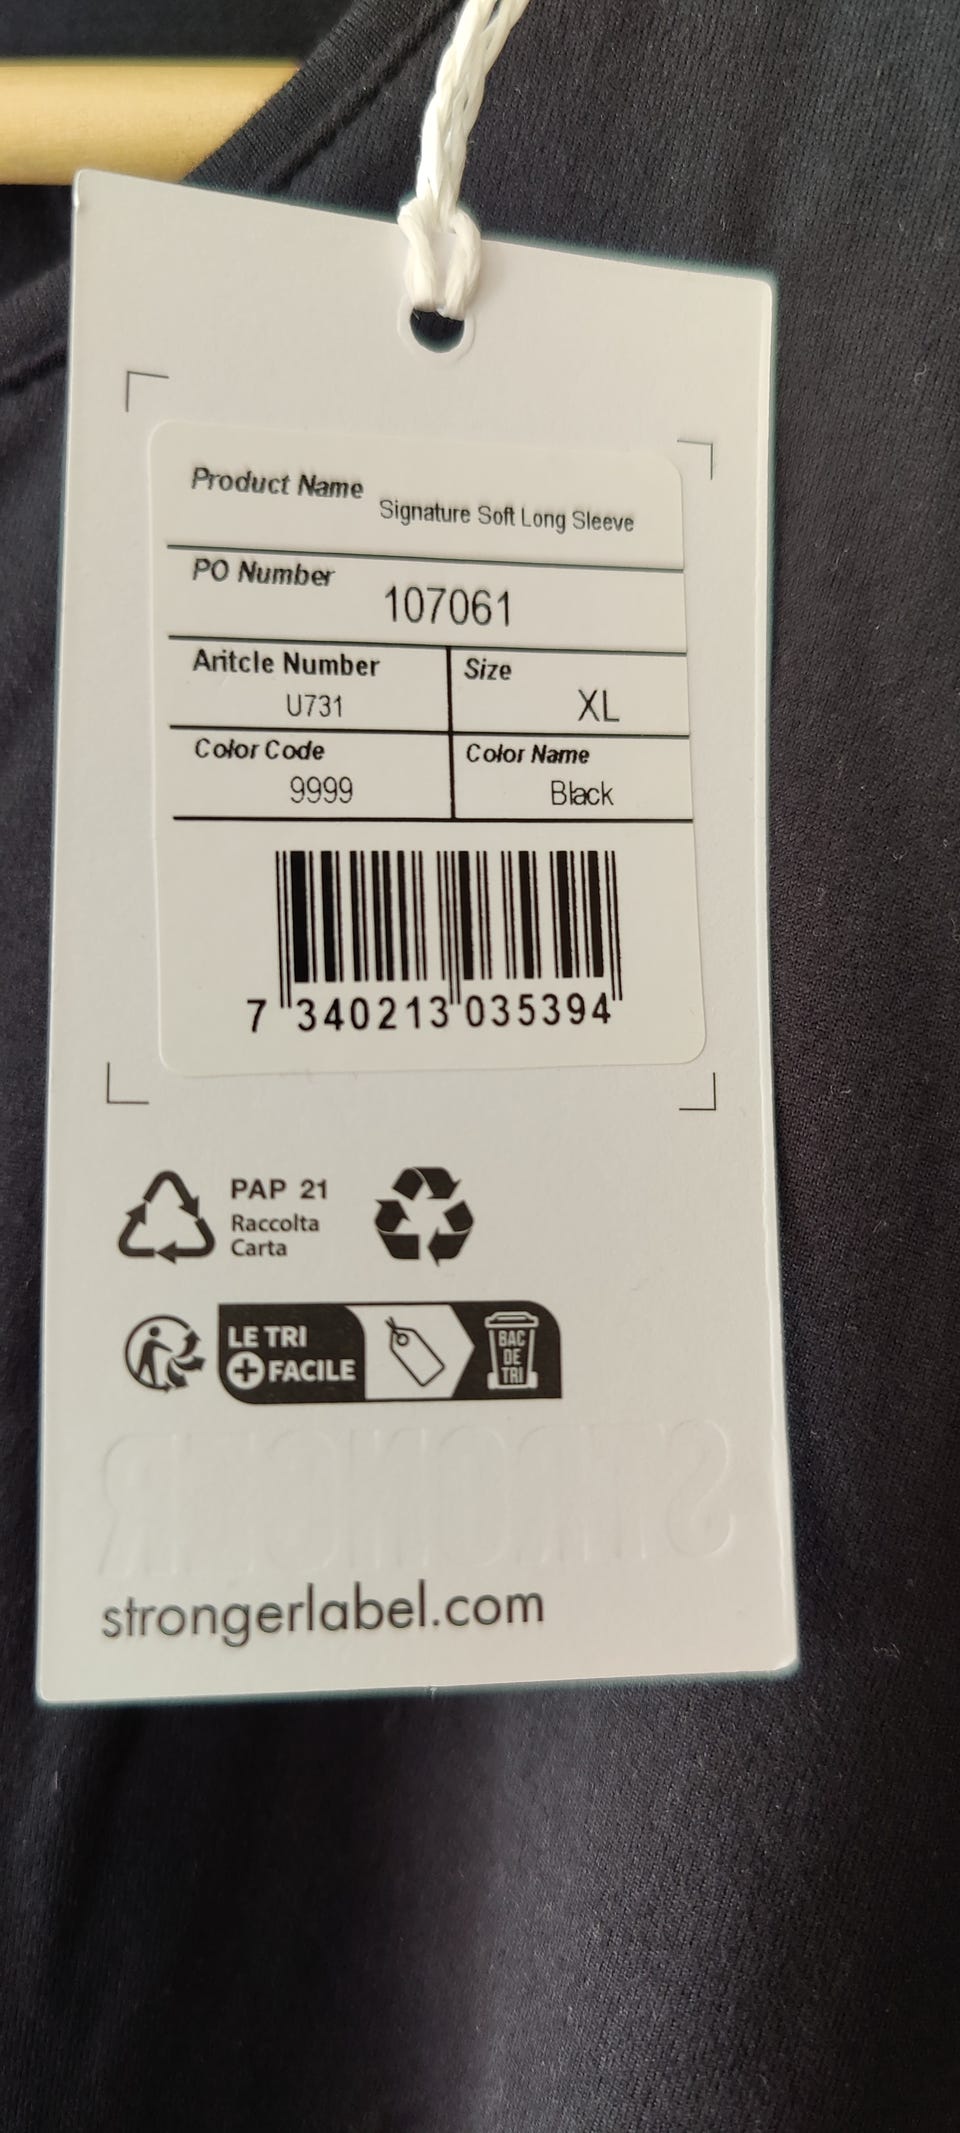 Product Name
Signature Soft Long Sleeve
PO Number
107061
Aritcle Number
U731
Size
XL
Color Code
9999
Color Name
Black
7 340213 035394
PAP 21
Raccolta
Carta
LE TRI
+ FACILE
BAC
DE
TRI
STRONGER
strongerlabel.com